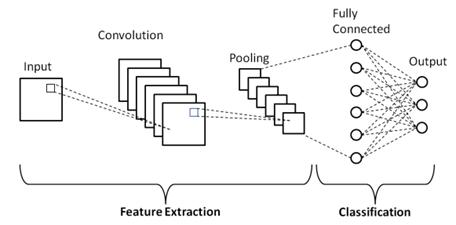 Input
Convolution
Pooling
Fully
Connected
Output
Feature Extraction
Classification